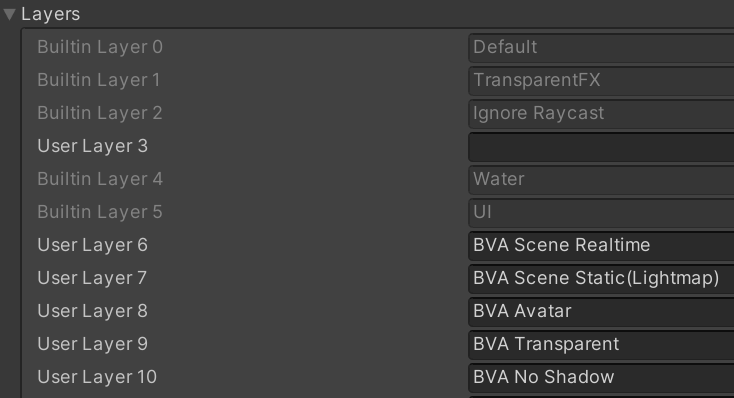 Layers
Builtin Layer 0 Default
Builtin Layer 1 TransparentFX
Builtin Layer 2 Ignore Raycast
User Layer 3
Builtin Layer 4 Water
Builtin Layer 5 UI
User Layer 6 BVA Scene Realtime
User Layer 7 BVA Scene Static(Lightmap)
User Layer 8 BVA Avatar
User Layer 9 BVA Transparent
User Layer 10 BVA No Shadow